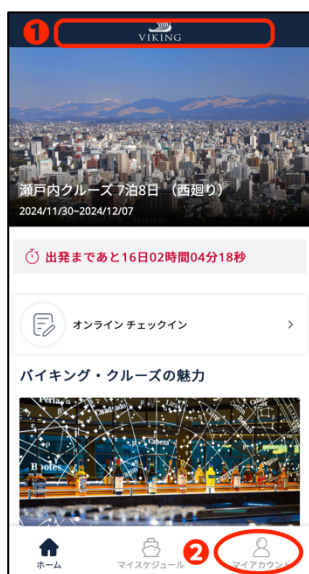 ❶
VIKING
瀬戸内クルーズ 7泊8日 （西廻り）
2024/11/30~2024/12/07
出発まであと16日02時間04分18秒
オンライン チェックイン
バイキング・クルーズの魅力
Bootes
ホーム
マイスケジュール
❷
マイアカウント